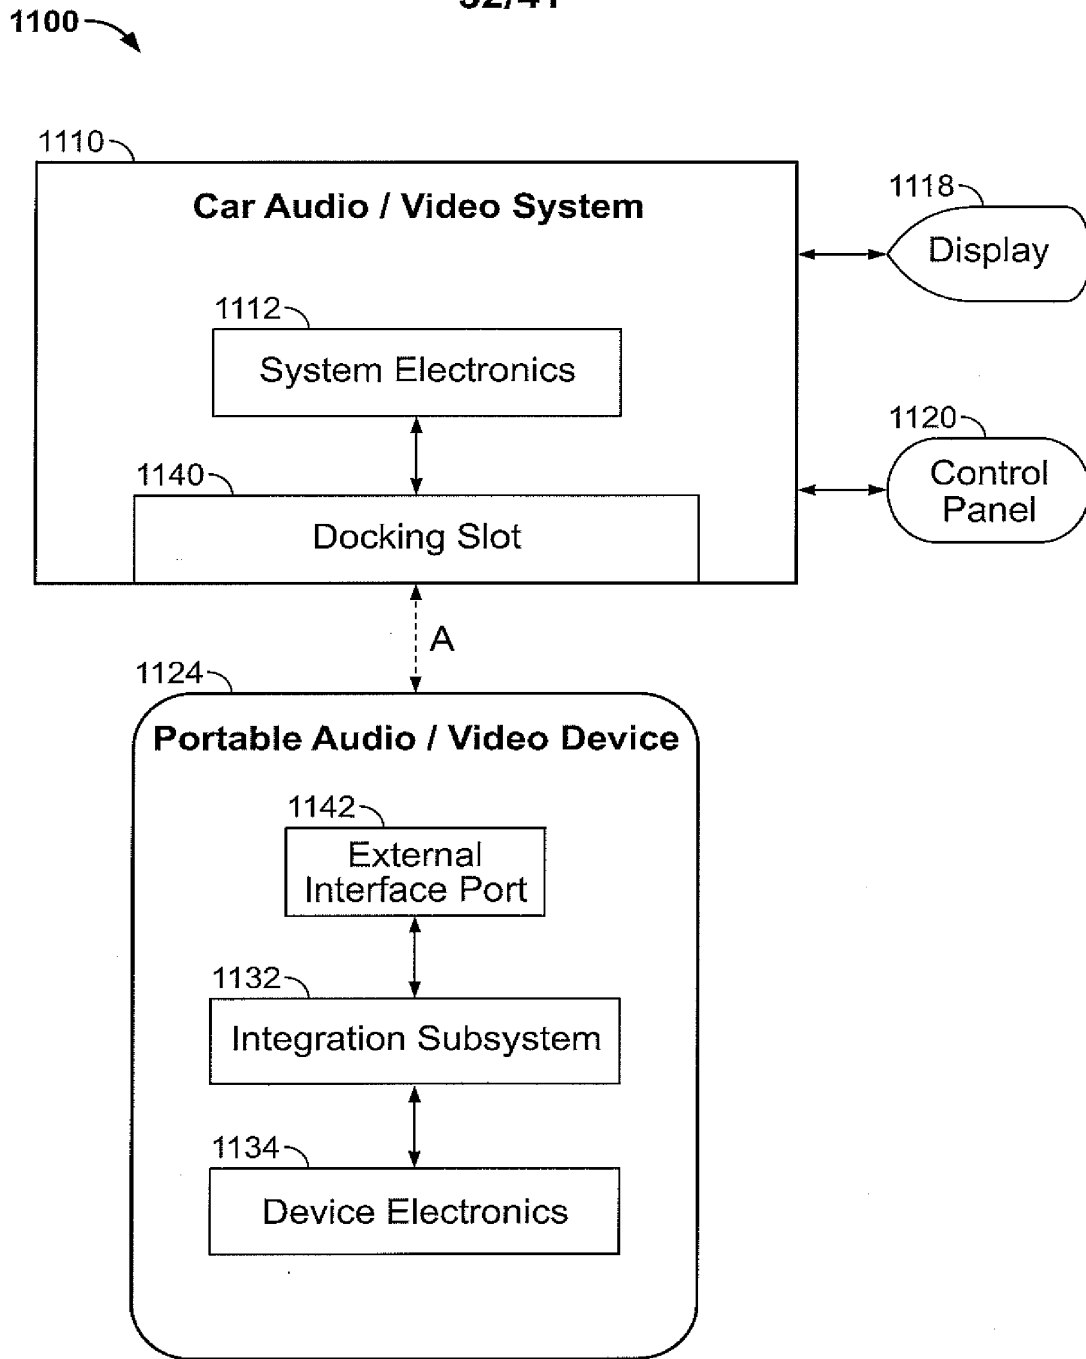 1100
1110
Car Audio / Video System
1118
Display
1112
System Electronics
1120
Control
Panel
1140
Docking Slot
A
1124
Portable Audio / Video Device
1142
External
Interface Port
1132
Integration Subsystem
1134
Device Electronics